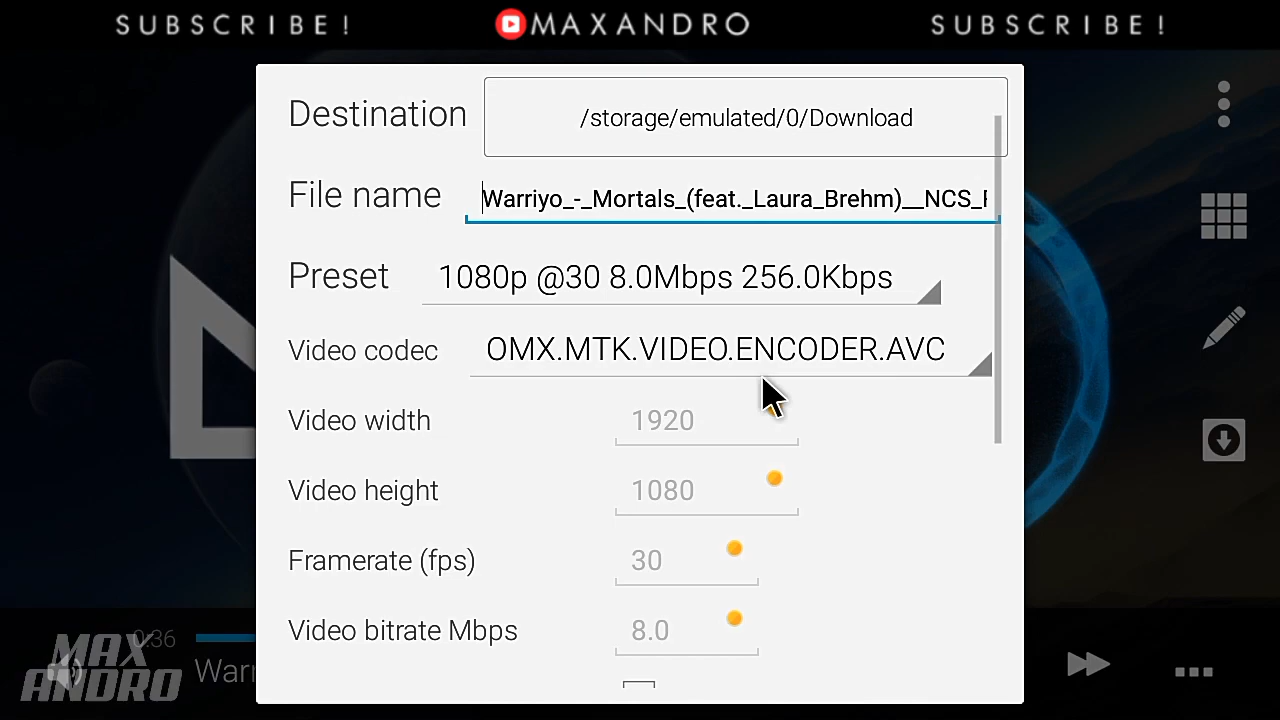 SUBSCRIBE! MAXANDRO SUBSCRIBE!
Destination /storage/emulated/0/Download
File name Warriyo_-_Mortals_(feat._Laura_Brehm)__NCS_
Preset 1080p @30 8.0Mbps 256.0Kbps
Video codec OMX.MTK.VIDEO.ENCODER.AVC
Video width 1920
Video height 1080
Framerate (fps) 30
Video bitrate Mbps 8.0
0:36
MAX
ANDRO
Warr